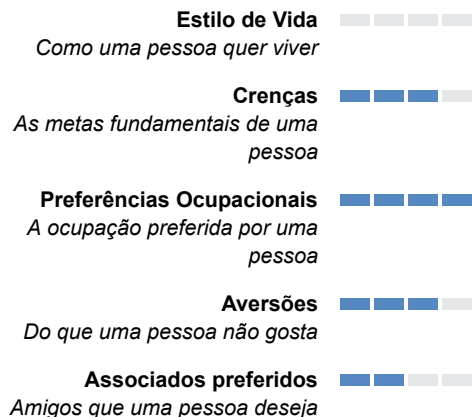 Estilo de Vida
Como uma pessoa quer viver
Crenças
As metas fundamentais de uma
pessoa
Preferências Ocupacionais
A ocupação preferida por uma
pessoa
Aversões
Do que uma pessoa não gosta
Associados preferidos
Amigos que uma pessoa deseja